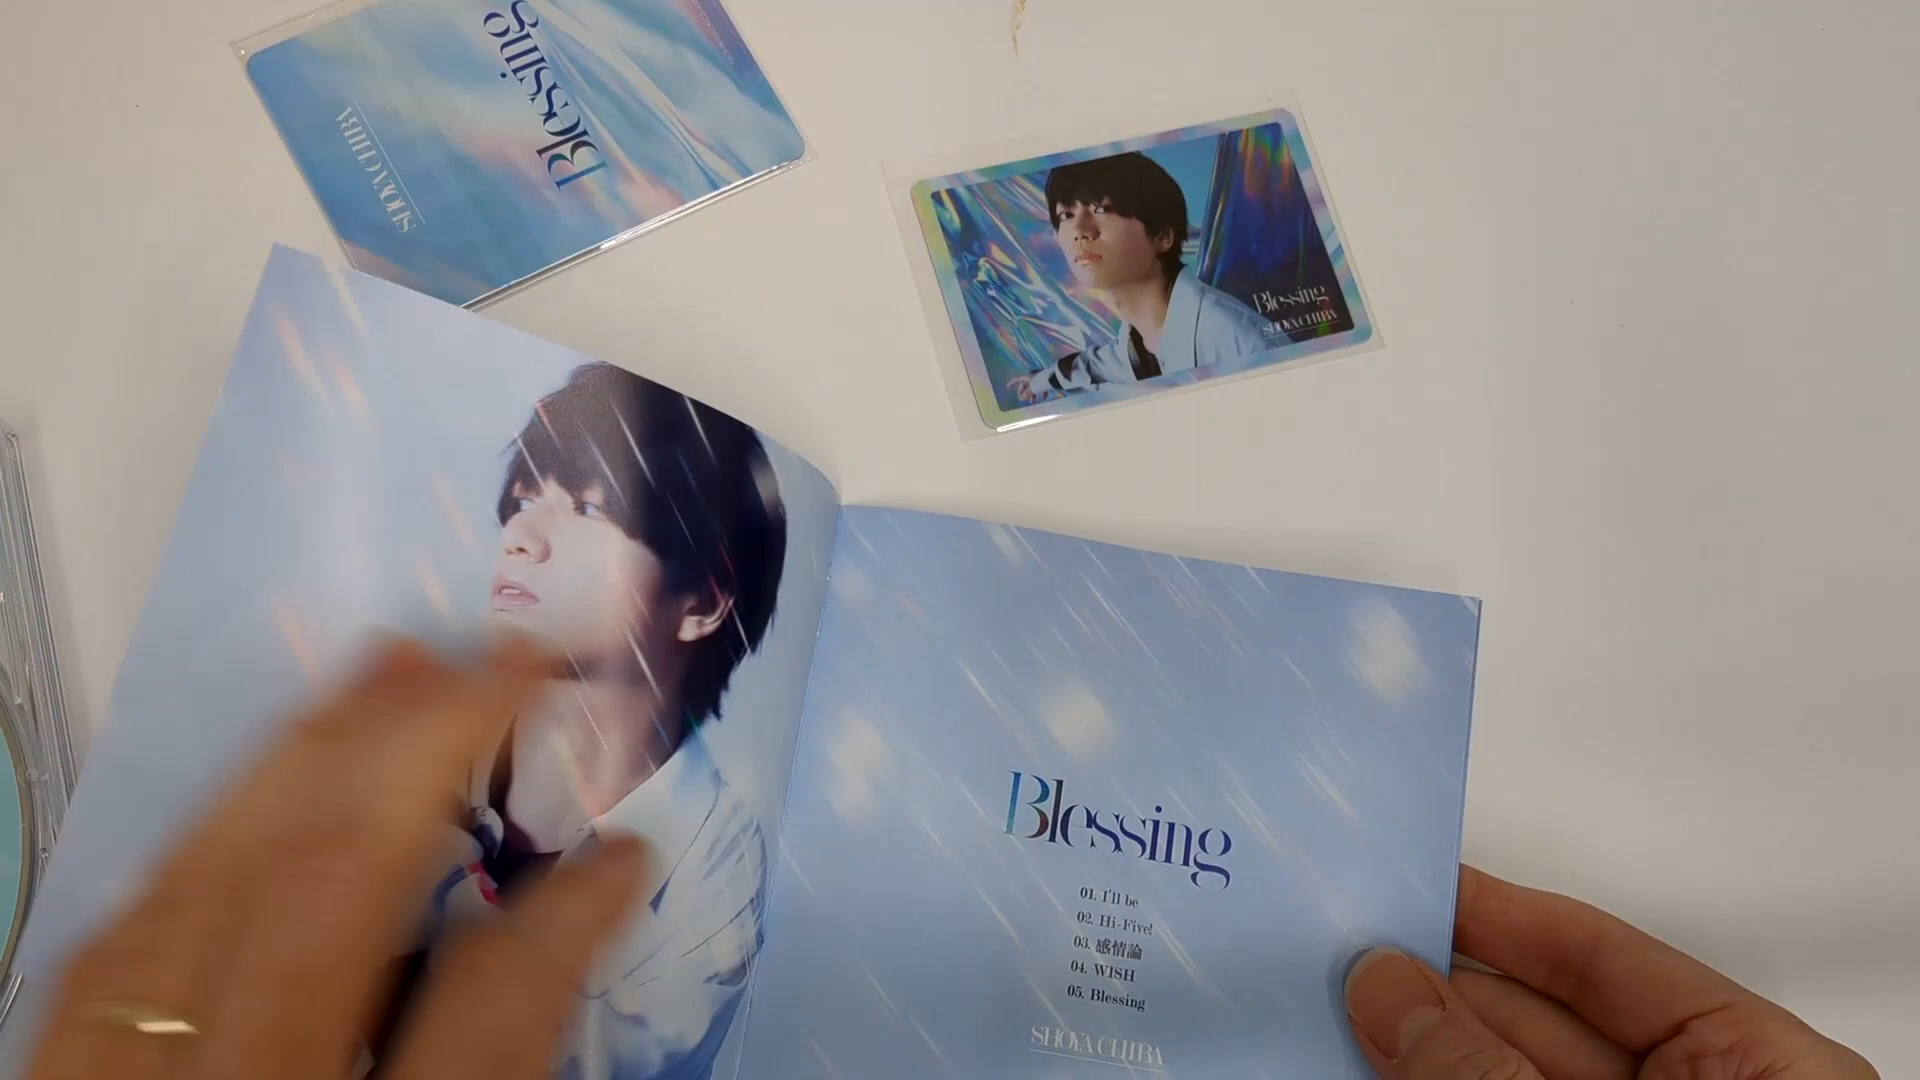 Blessing
SHOYA CHIBA
Blessing
SHOYA CHIBA
Blessing
01. I'll be
02. Hi-Five!
03. 感情論
04. WISH
05. Blessing
SHOYA CHIBA